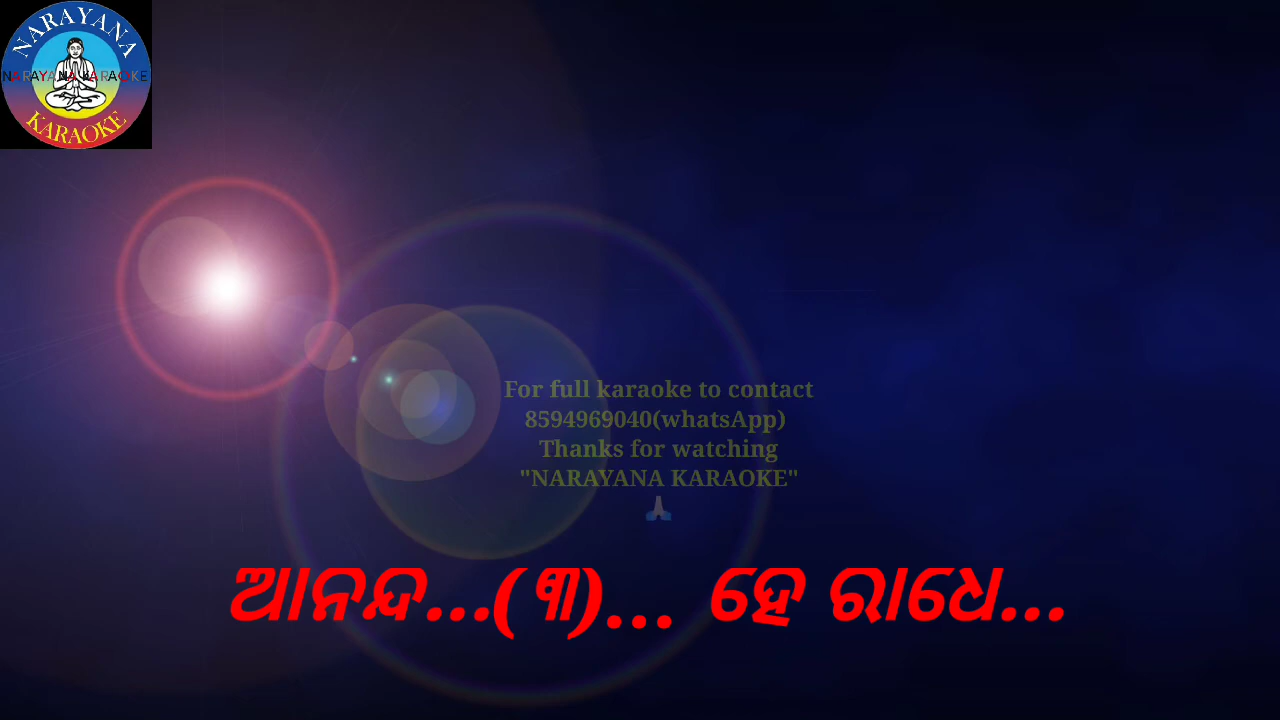 NARAYANA
NARAYANA KARAOKE
KARAOKE
For full karaoke to contact
8594969040(whatsApp)
Thanks for watching
"NARAYANA KARAOKE"
🙏🏻
ଆନନ୍ଦ...(୩)... ହେ ରାଧେ...